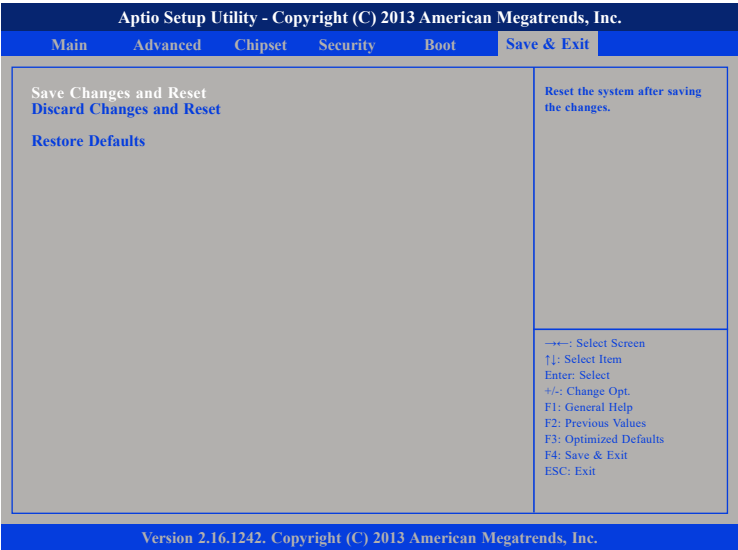 Aptio Setup Utility - Copyright (C) 2013 American Megatrends, Inc.
Main Advanced Chipset Security Boot Save & Exit
Save Changes and Reset
Discard Changes and Reset
Restore Defaults
Reset the system after saving
the changes.
→←: Select Screen
↑↓: Select Item
Enter: Select
+/-: Change Opt.
F1: General Help
F2: Previous Values
F3: Optimized Defaults
F4: Save & Exit
ESC: Exit
Version 2.16.1242. Copyright (C) 2013 American Megatrends, Inc.